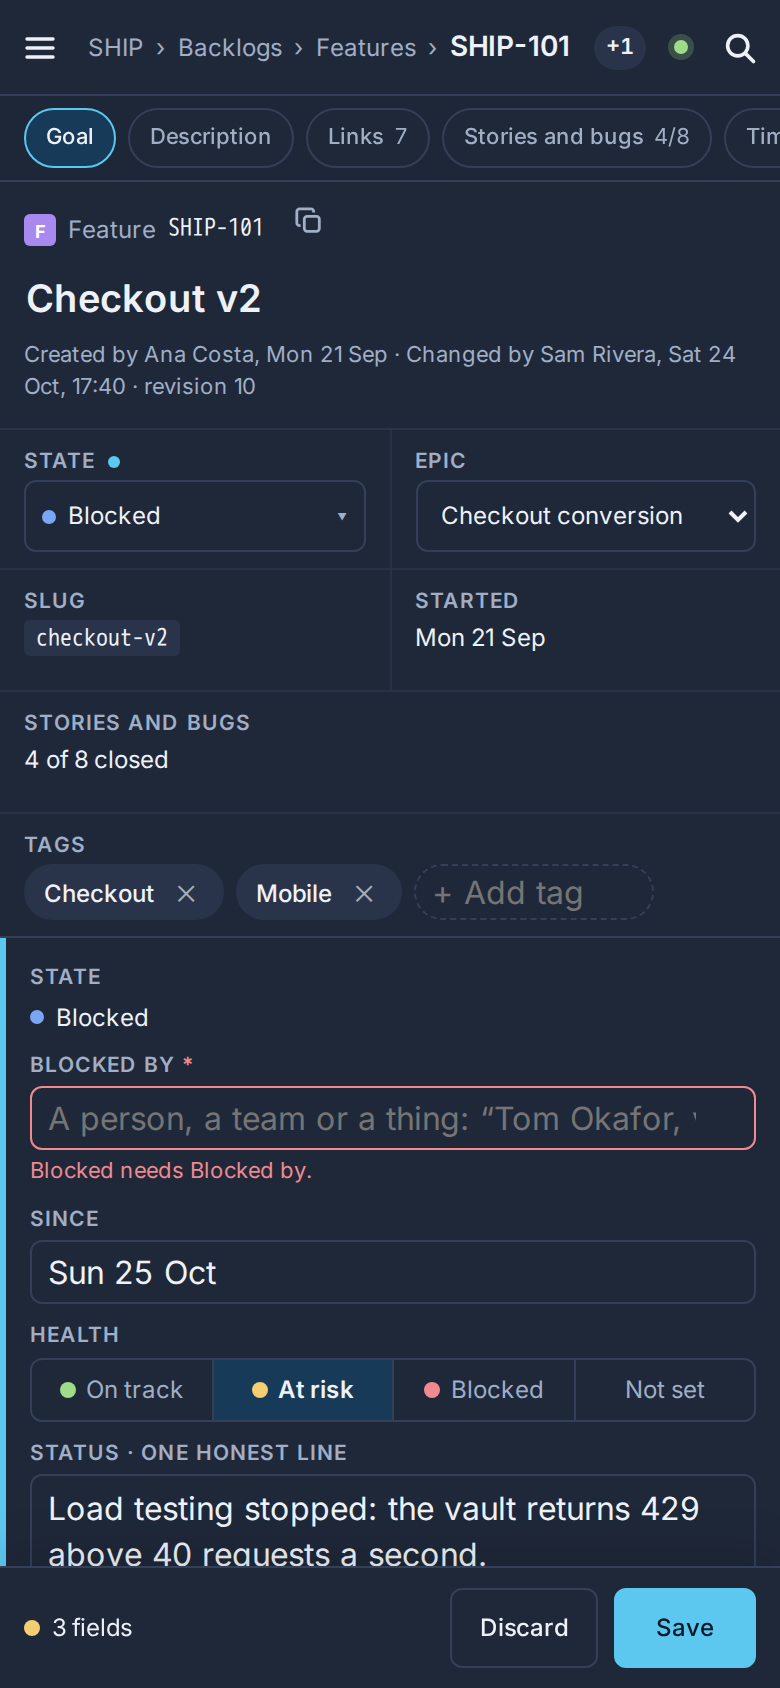 SHIP › Backlogs › Features › SHIP-101 +1
Goal Description Links 7 Stories and bugs 4/8
F Feature SHIP-101
Checkout v2
Created by Ana Costa, Mon 21 Sep · Changed by Sam Rivera, Sat 24
Oct, 17:40 · revision 10
STATE EPIC
Blocked Checkout conversion
SLUG STARTED
checkout-v2 Mon 21 Sep
STORIES AND BUGS
4 of 8 closed
TAGS
Checkout Mobile + Add tag
STATE
Blocked
BLOCKED BY *
A person, a team or a thing: “Tom Okafor,
Blocked needs Blocked by.
SINCE
Sun 25 Oct
HEALTH
On track At risk Blocked Not set
STATUS · ONE HONEST LINE
Load testing stopped: the vault returns 429
above 40 requests a second.
3 fields Discard Save